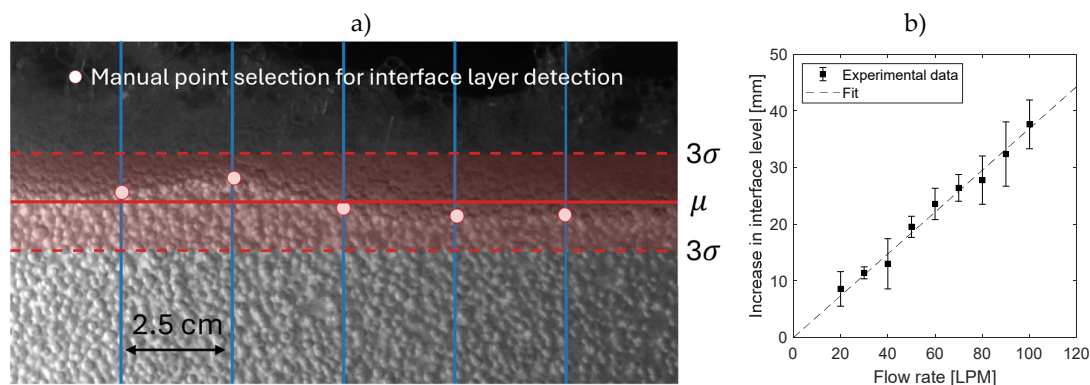 a)
Manual point selection for interface layer detection
3σ
μ
3σ
2.5 cm
b)
50
40
30
20
10
0
Increase in interface level [mm]
Experimental data
Fit
0 20 40 60 80 100 120
Flow rate [LPM]